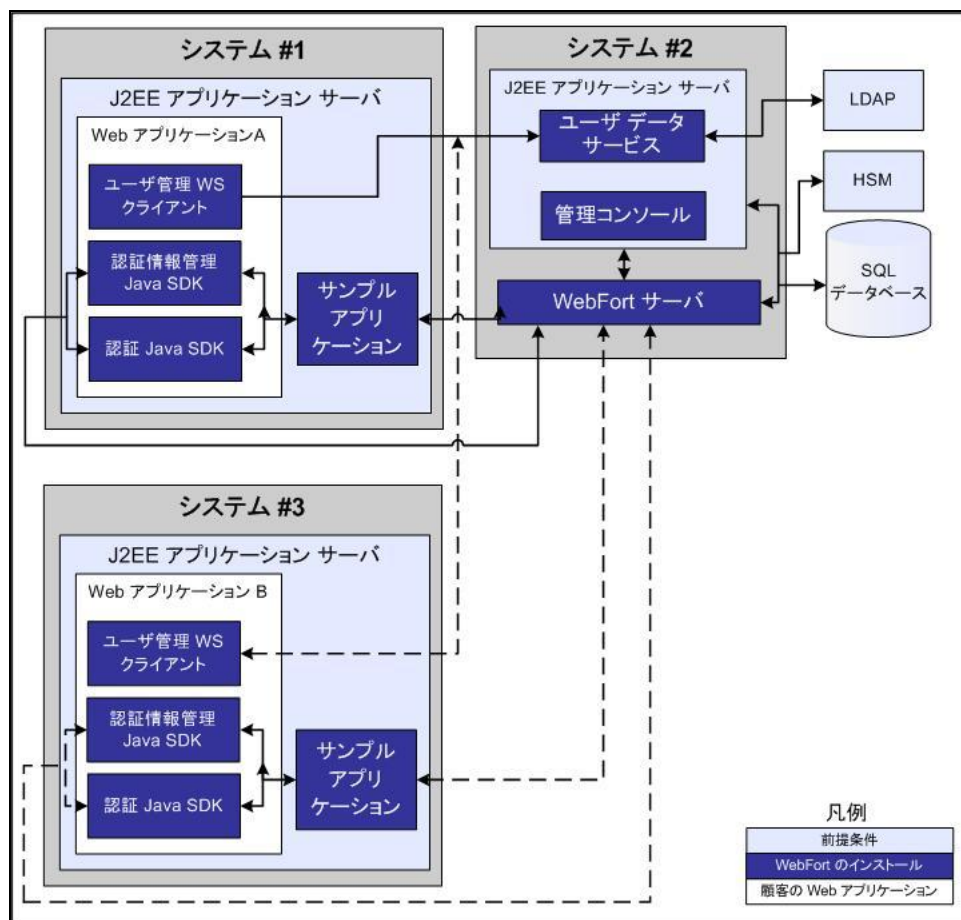 システム #1
J2EE アプリケーション サーバ
Web アプリケーションA
ユーザ管理 WS
クライアント
認証情報管理
Java SDK
認証 Java SDK
サンプル
アプリ
ケーション
システム #2
J2EE アプリケーション サーバ
ユーザ データ
サービス
管理コンソール
WebFort サーバ
LDAP
HSM
SQL
データベース
システム #3
J2EE アプリケーション サーバ
Web アプリケーション B
ユーザ管理 WS
クライアント
認証情報管理
Java SDK
認証 Java SDK
サンプル
アプリ
ケーション
凡例
前提条件
WebFort のインストール
顧客の Web アプリケーション